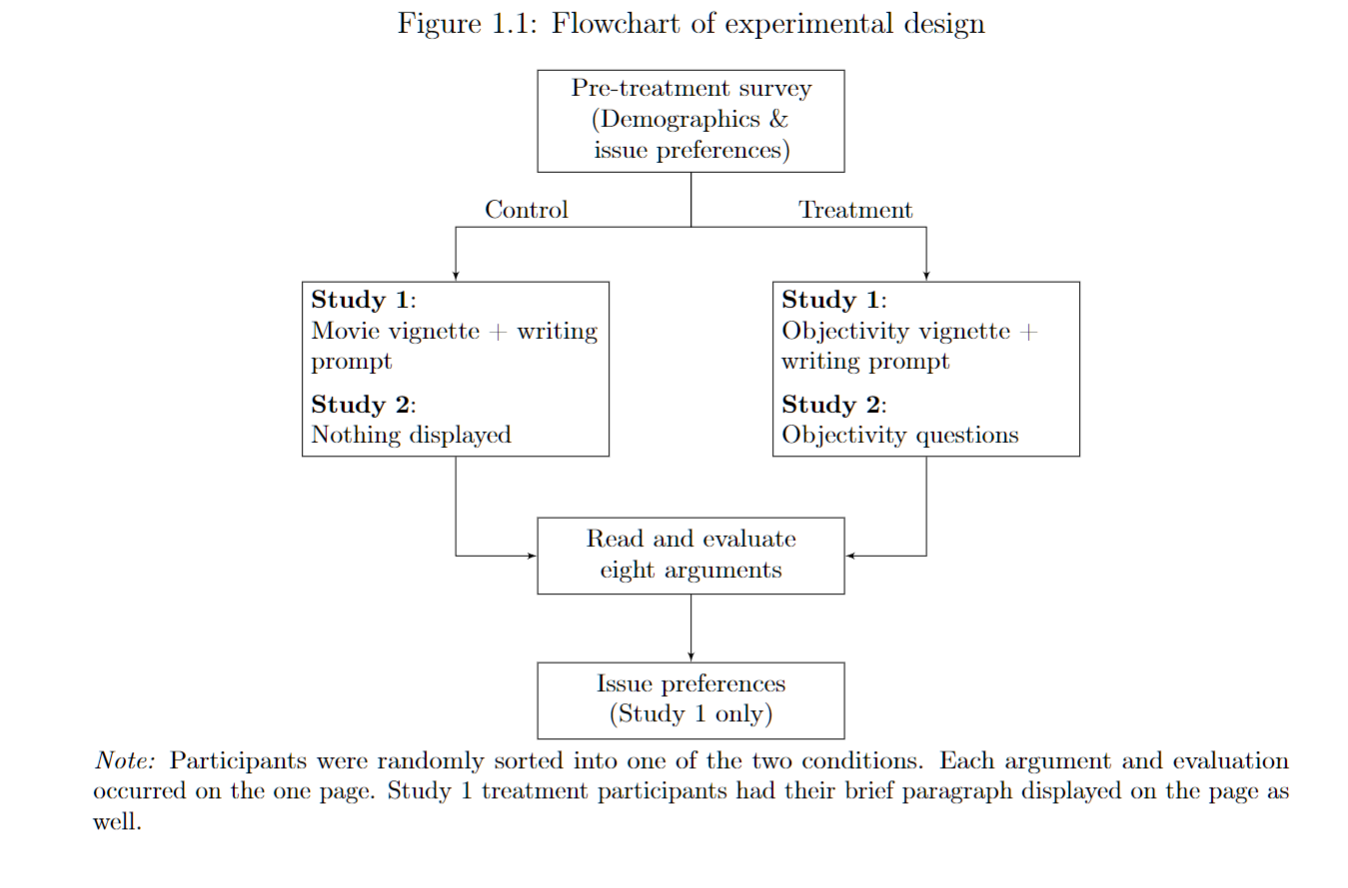 Figure 1.1: Flowchart of experimental design
Pre-treatment survey
(Demographics &
issue preferences)
Control
Treatment
Study 1:
Movie vignette + writing
prompt
Study 2:
Nothing displayed
Study 1:
Objectivity vignette +
writing prompt
Study 2:
Objectivity questions
Read and evaluate
eight arguments
Issue preferences
(Study 1 only)
Note: Participants were randomly sorted into one of the two conditions. Each argument and evaluation
occurred on the one page. Study 1 treatment participants had their brief paragraph displayed on the page as
well.